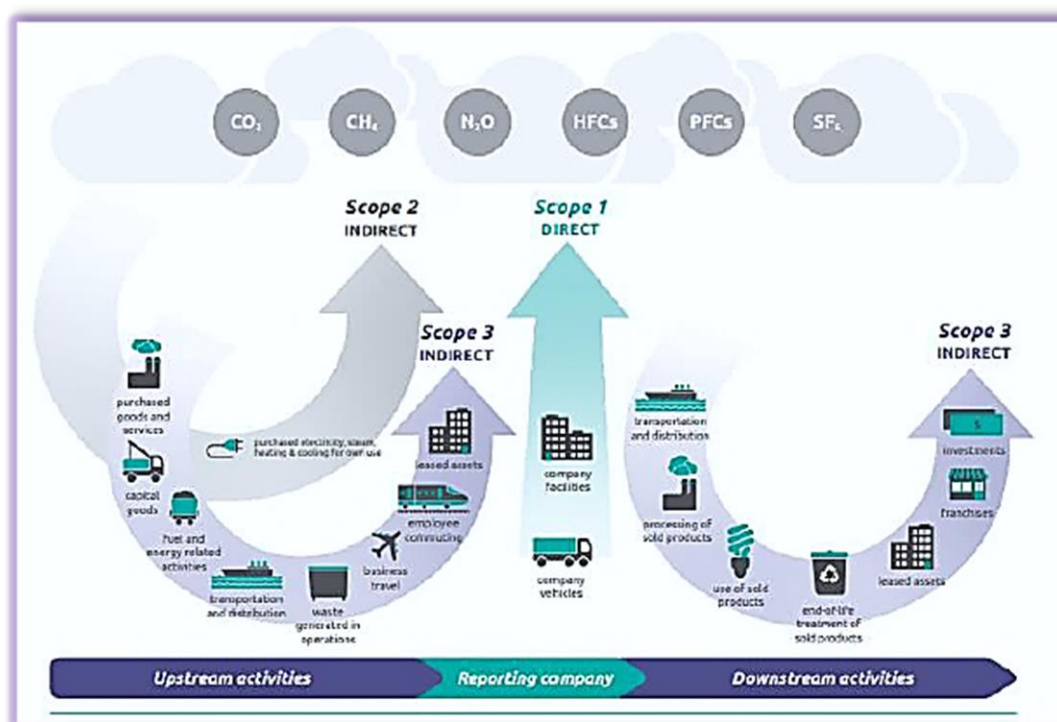 CO₂
CH₄
N₂O
HFCs
PFCs
SF₆
Scope 2
INDIRECT
Scope 1
DIRECT
Scope 3
INDIRECT
Scope 3
INDIRECT
purchased
goods and
services
capital
goods
fuel and
energy related
activities
purchased electricity, steam,
heating & cooling for own use
transportation
and distribution
waste
generated in
operations
business
travel
employee
commuting
leased assets
company
facilities
company
vehicles
transportation
and distribution
processing of
sold products
use of sold
products
end-of-life
treatment of
sold products
leased assets
franchises
investments
$
Upstream activities
Reporting company
Downstream activities